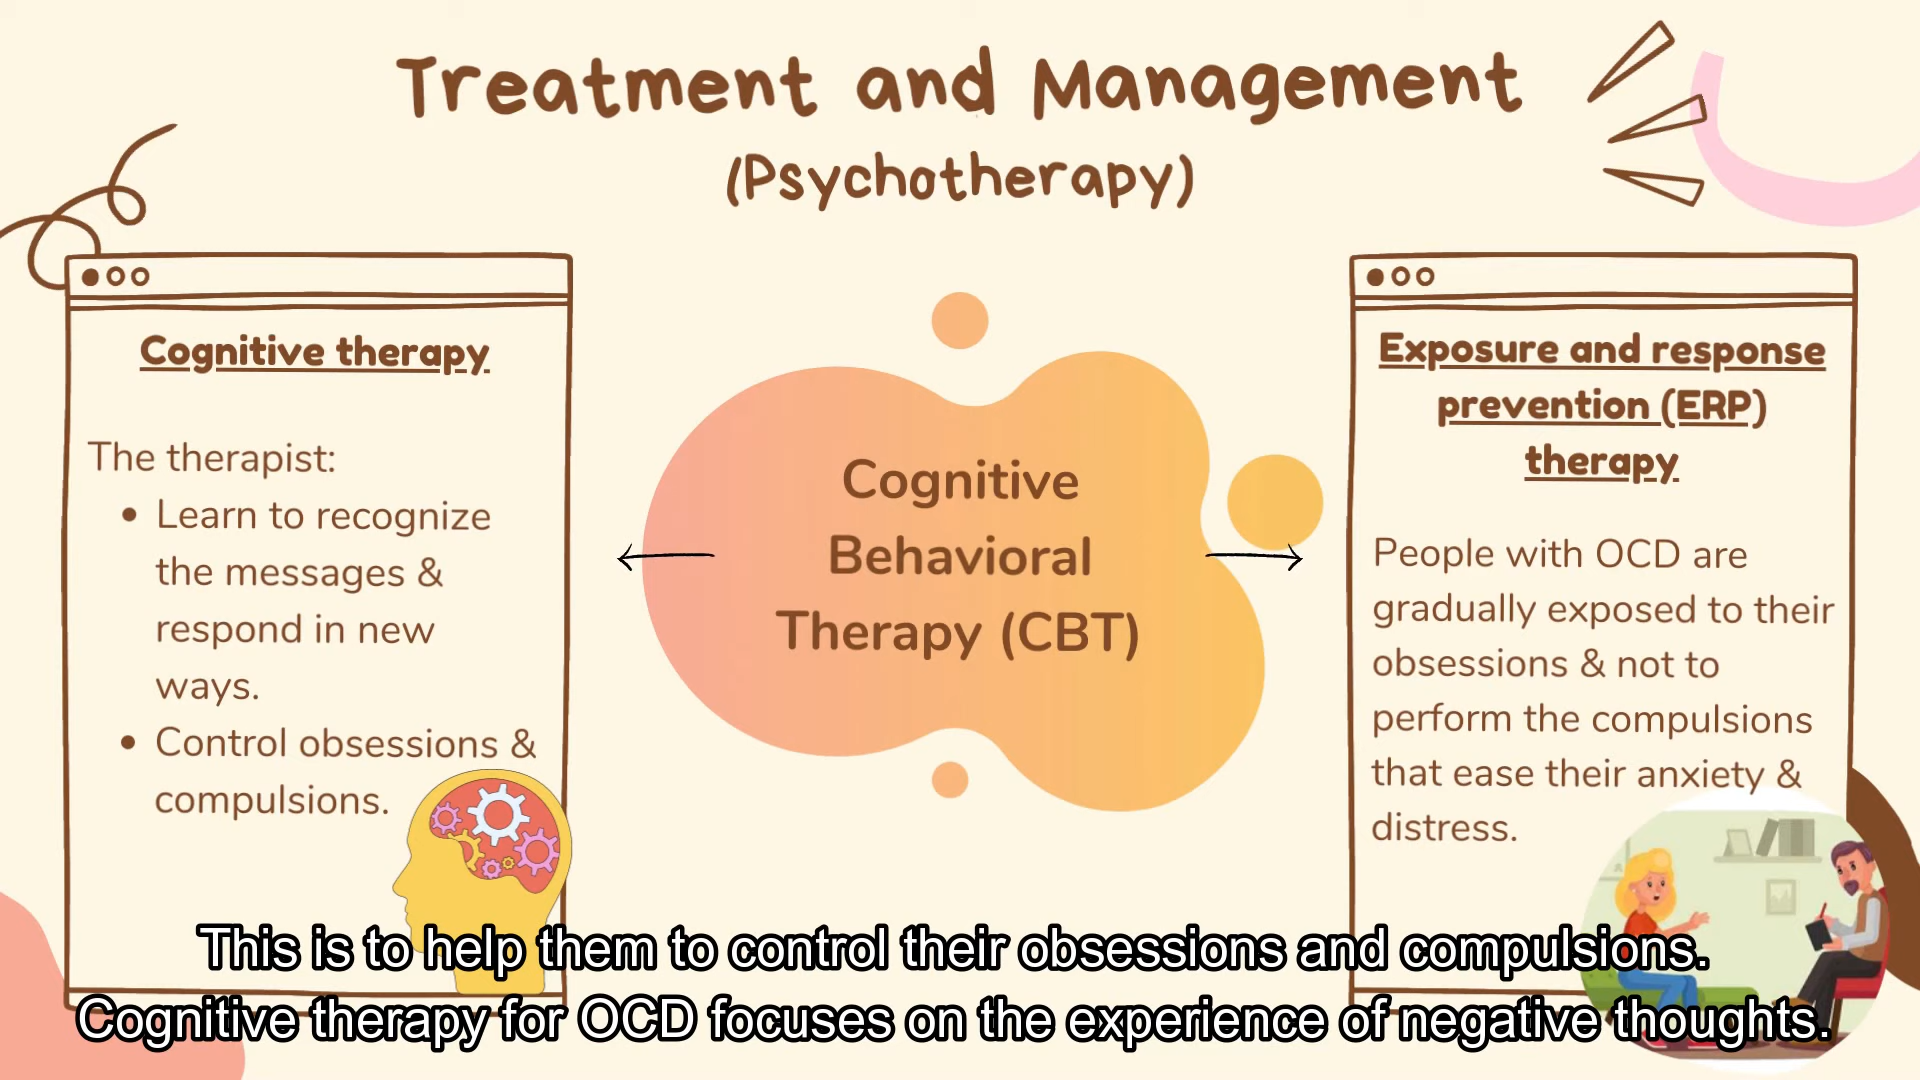 Treatment and Management
(Psychotherapy)
Cognitive therapy
The therapist:
• Learn to recognize
the messages &
respond in new
ways.
• Control obsessions &
compulsions.
Cognitive
Behavioral
Therapy (CBT)
Exposure and response
prevention (ERP)
therapy
People with OCD are
gradually exposed to their
obsessions & not to
perform the compulsions
that ease their anxiety &
distress.
This is to help them to control their obsessions and compulsions.
Cognitive therapy for OCD focuses on the experience of negative thoughts.